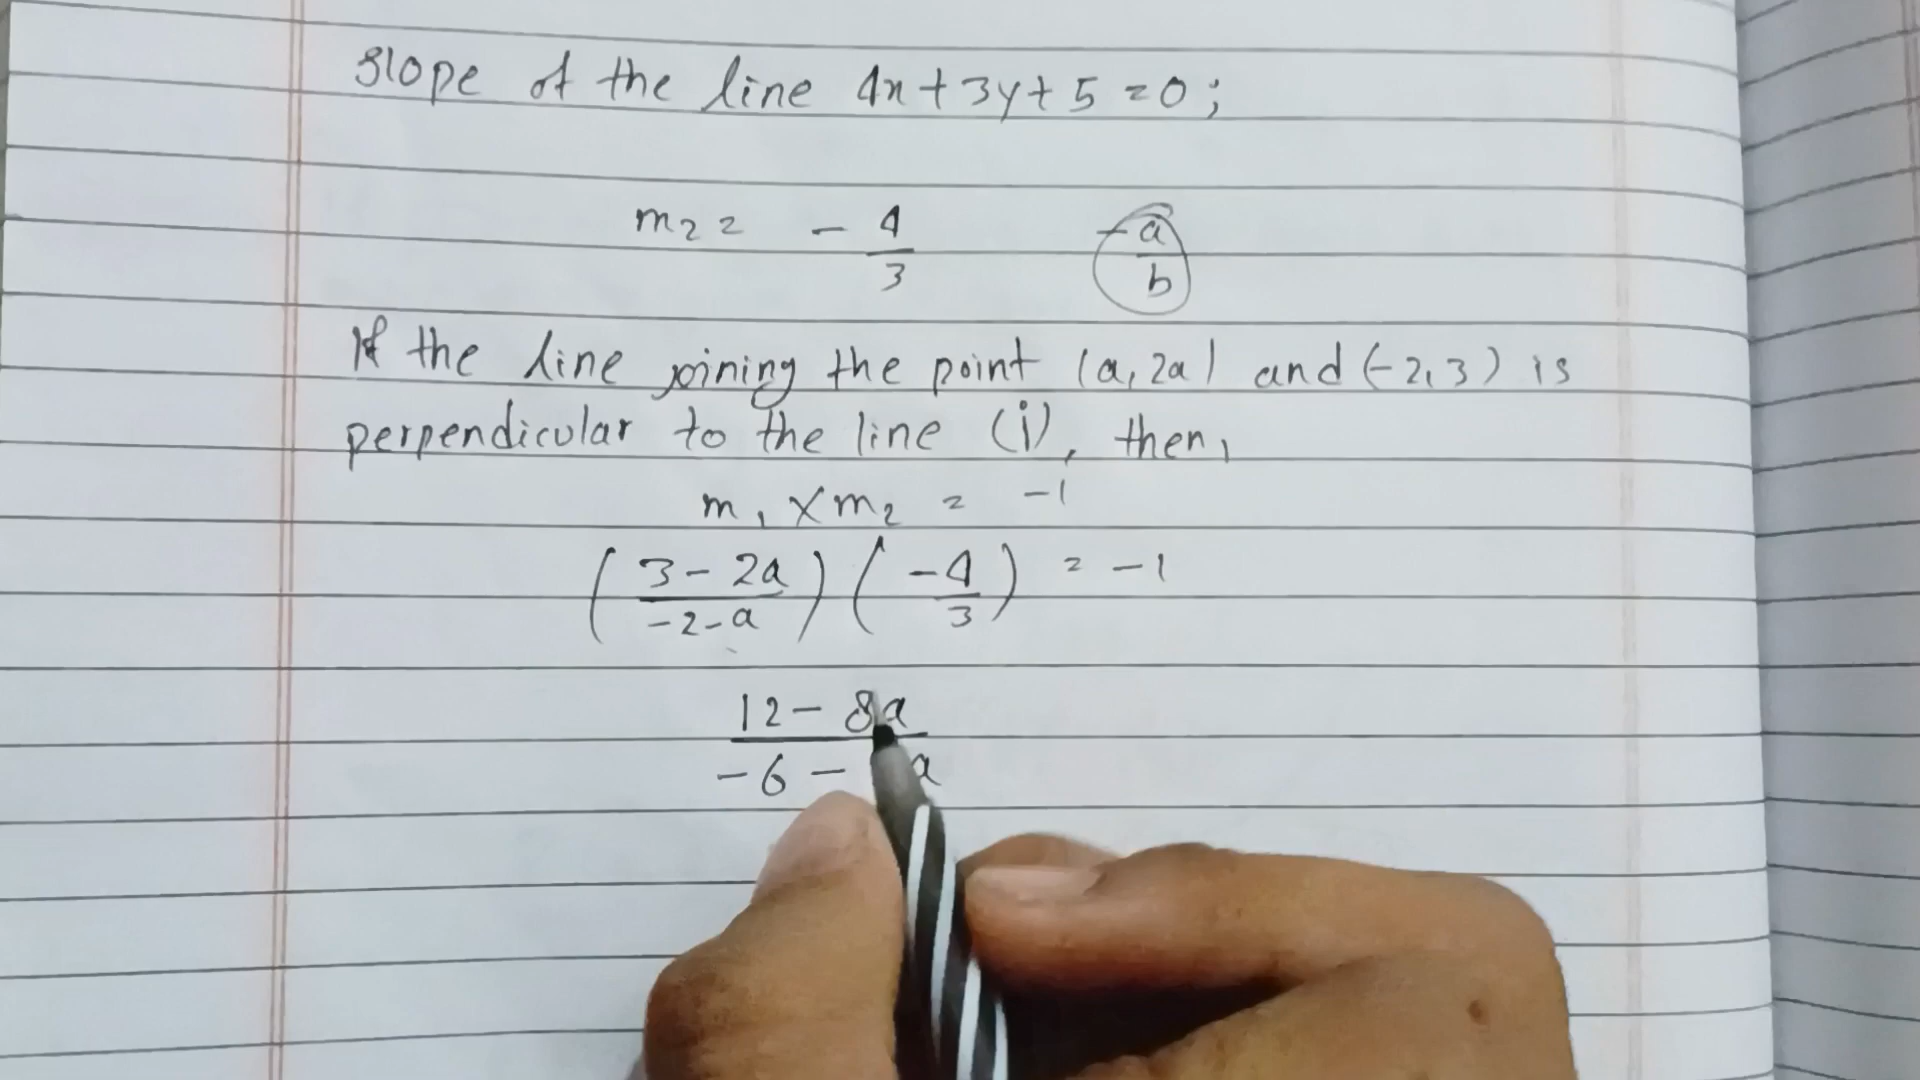 Slope of the line 4x+3y+5=0;
m2 = - 4/3 -a/b
If the line joining the point (a, 2a) and (-2, 3) is
perpendicular to the line (i), then,
m1 × m2 = -1
((3-2a)/(-2-a)) (-4/3) = -1
(12 - 8a)/(-6 - a)